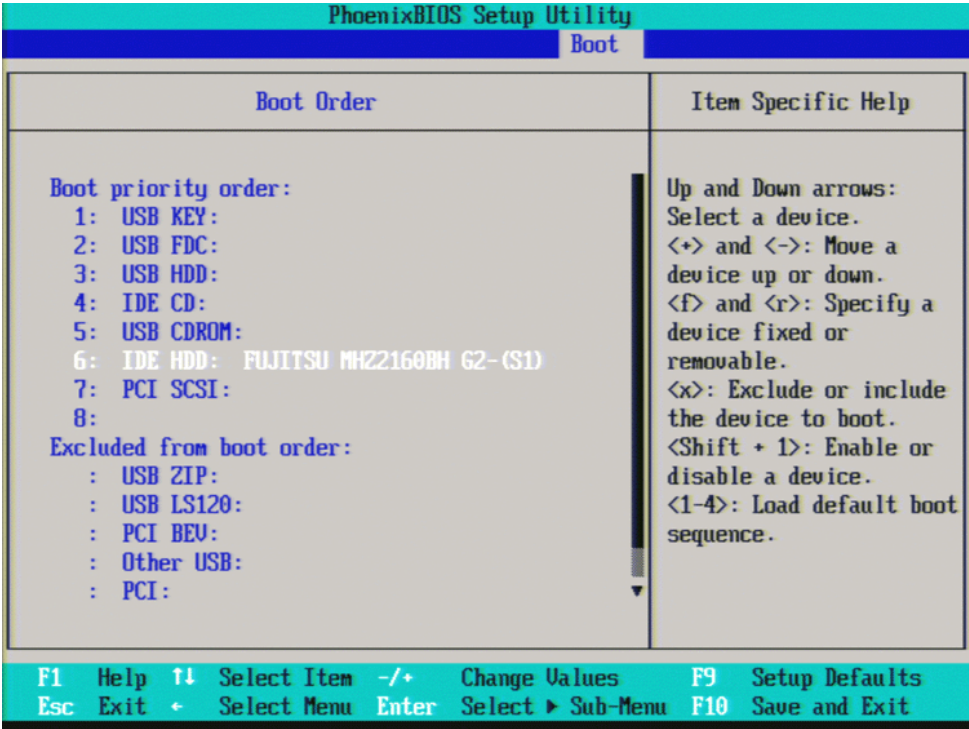 PhoenixBIOS Setup Utility
Boot
Boot Order
Item Specific Help
Boot priority order:
1: USB KEY:
2: USB FDC:
3: USB HDD:
4: IDE CD:
5: USB CDROM:
6: IDE HDD: FUJITSU MHZ2160BH G2-(S1)
7: PCI SCSI:
8:
Excluded from boot order:
: USB ZIP:
: USB LS120:
: PCI BEV:
: Other USB:
: PCI:
Up and Down arrows:
Select a device.
<+> and <->: Move a
device up or down.
<f> and <r>: Specify a
device fixed or
removable.
<x>: Exclude or include
the device to boot.
<Shift + 1>: Enable or
disable a device.
<1-4>: Load default boot
sequence.
F1 Help ↑↓ Select Item -/+ Change Values F9 Setup Defaults
Esc Exit ← Select Menu Enter Select ▶ Sub-Menu F10 Save and Exit